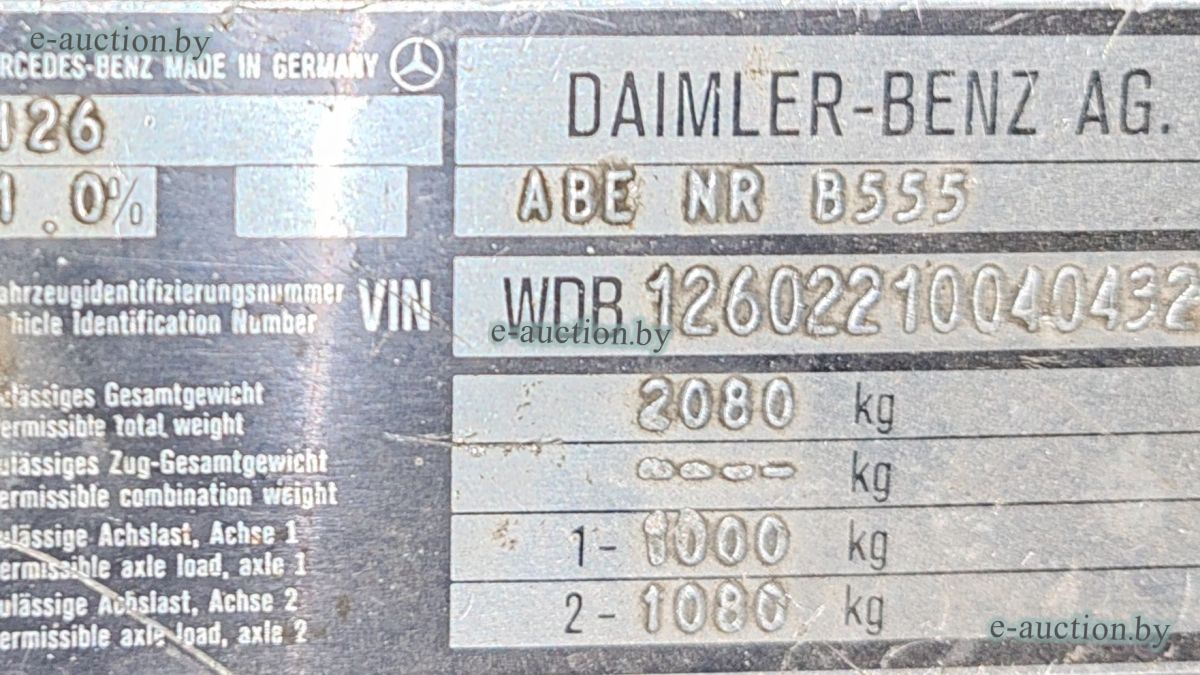 e-auction.by
RCEDES-BENZ MADE IN GERMANY
DAIMLER-BENZ AG.
126
1.0%
ABE NR B555
ahrzeugidentifizierungsnummer
hicle Identification Number
VIN
WDB 12602210040432
e-auction.by
lässiges Gesamtgewicht
ermissible total weight
2080 kg
ulässiges Zug-Gesamtgewicht
ermissible combination weight
---- kg
ulässige Achslast, Achse 1
ermissible axle load, axle 1
1- 1000 kg
ulässige Achslast, Achse 2
ermissible axle load, axle 2
2- 1080 kg
e-auction.by